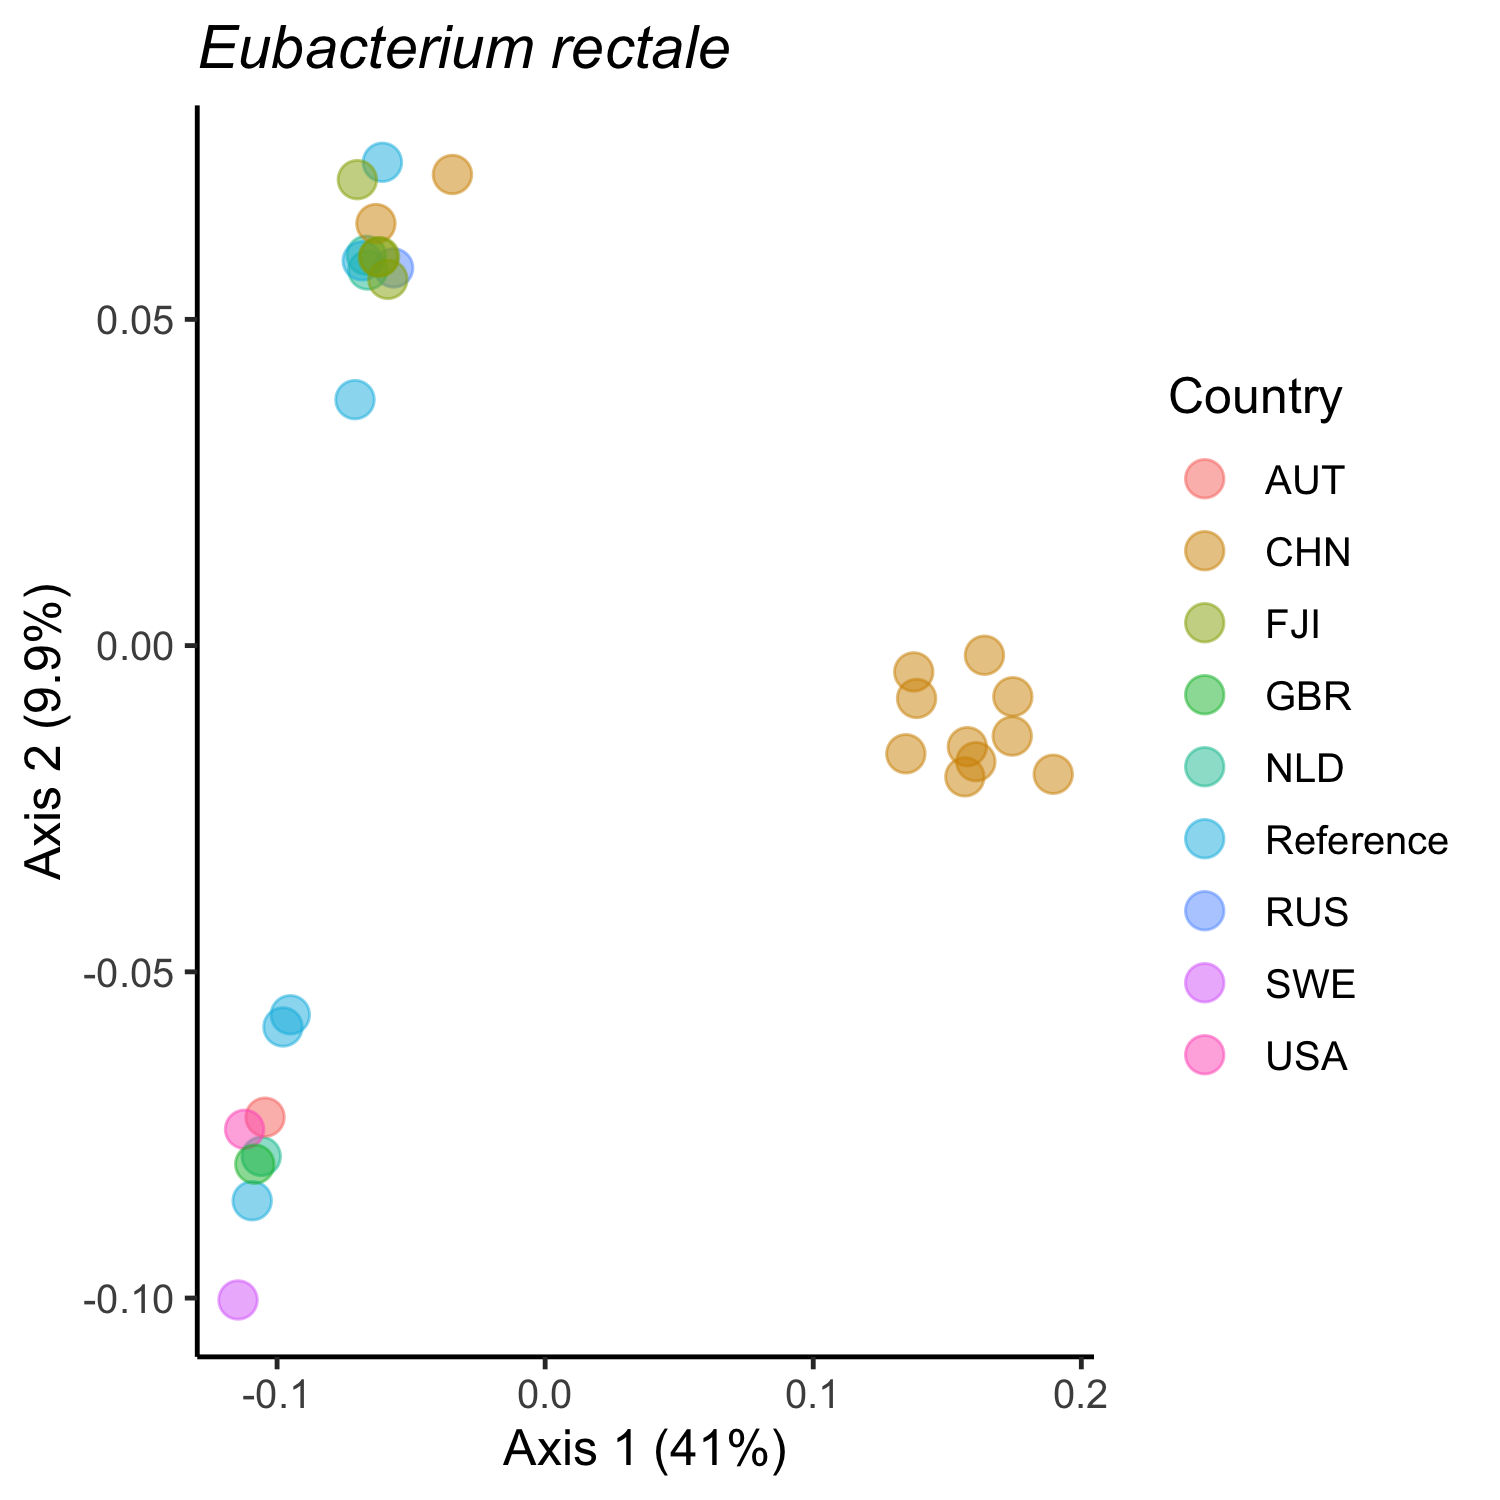 Eubacterium rectale
0.05
0.00
-0.05
-0.10
Axis 2 (9.9%)
-0.1
0.0
0.1
0.2
Axis 1 (41%)
Country
AUT
CHN
FJI
GBR
NLD
Reference
RUS
SWE
USA